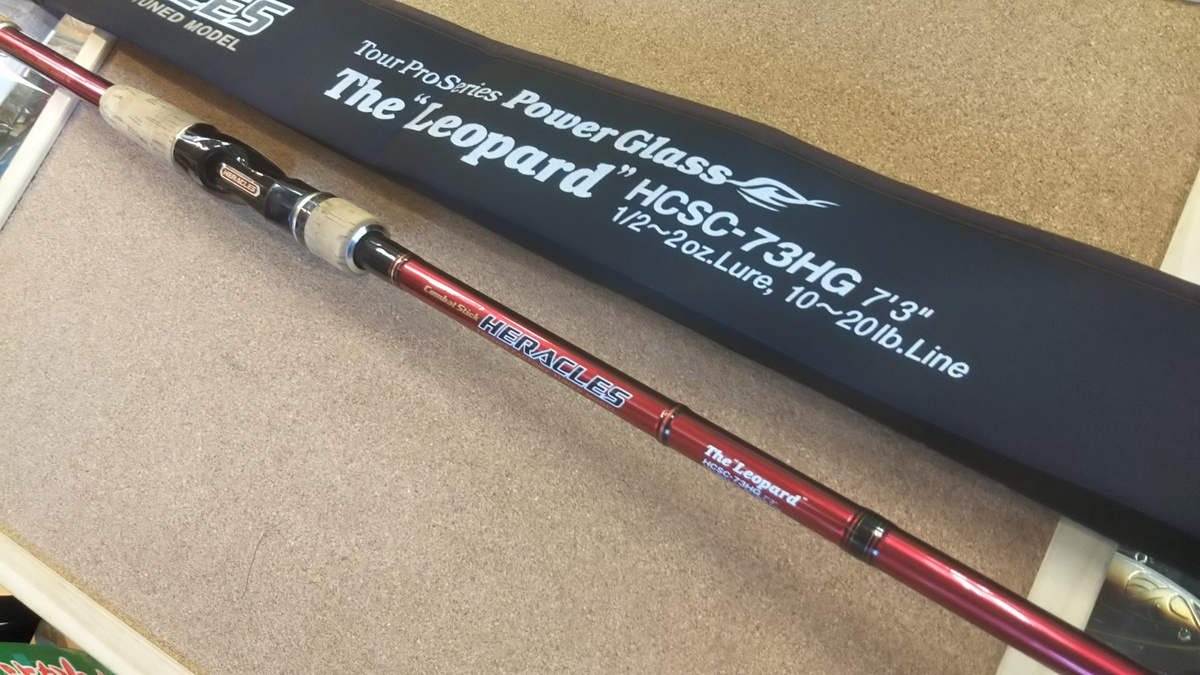 TUNED MODEL
Tour Pro Series Power Glass
The "Leopard" HCSC-73HG 7'3"
1/2~2oz.Lure, 10~20lb.Line
HERACLES
Combat Stick HERACLES
The "Leopard"
HCSC-73HG